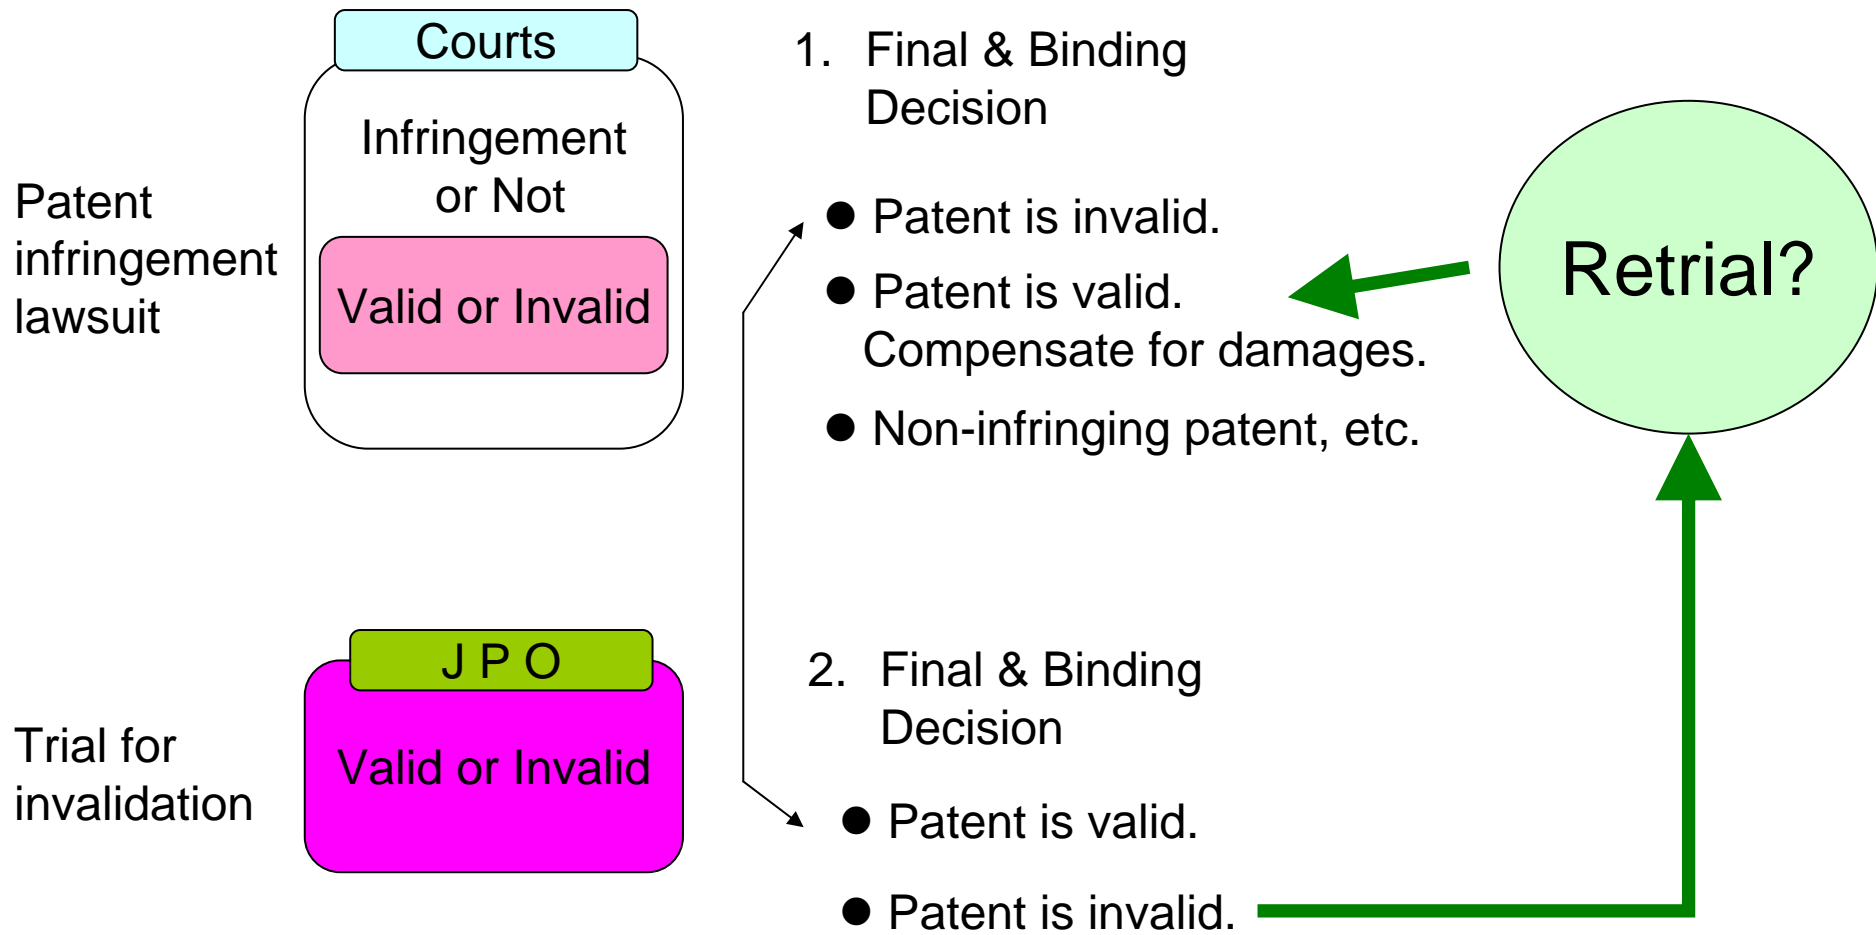 Courts
Infringement
or Not
Valid or Invalid
Patent
infringement
lawsuit
1. Final & Binding
Decision
● Patent is invalid.
● Patent is valid.
Compensate for damages.
● Non-infringing patent, etc.
Retrial?
J P O
Valid or Invalid
Trial for
invalidation
2. Final & Binding
Decision
● Patent is valid.
● Patent is invalid.